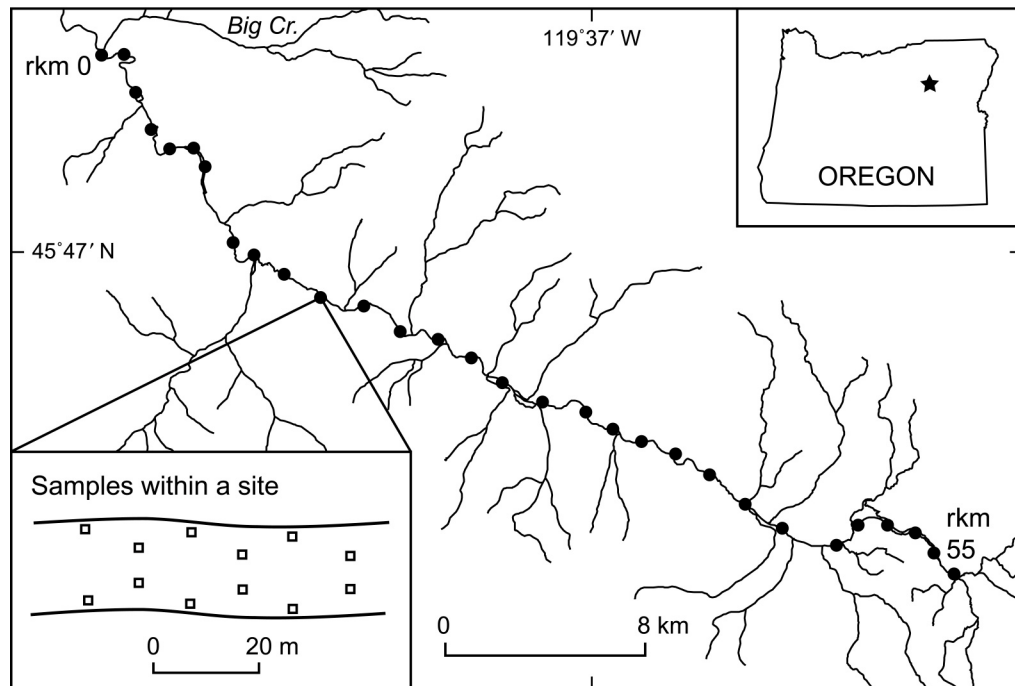 Big Cr.
119°37′ W
rkm 0
OREGON
45°47′ N
Samples within a site
rkm
55
0
8 km
0
20 m